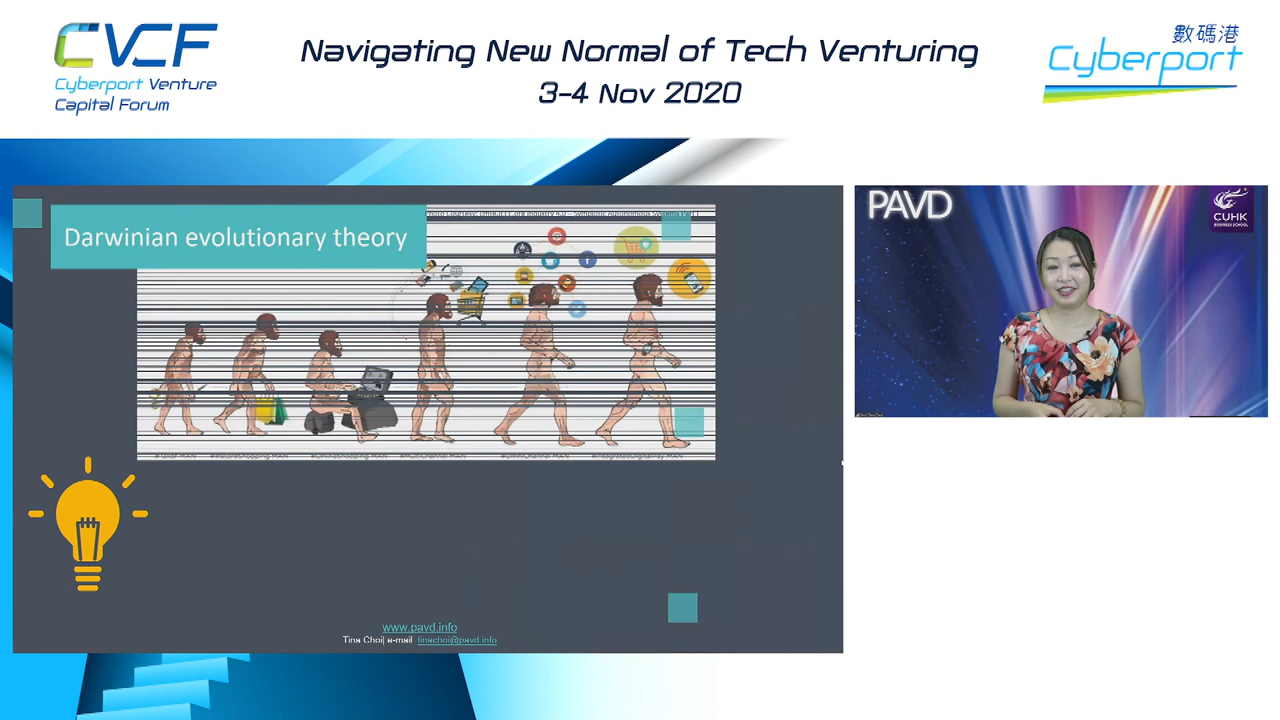 CVCF
Cyberport Venture
Capital Forum
Navigating New Normal of Tech Venturing
3-4 Nov 2020
數碼港
Cyberport
Darwinian evolutionary theory
PAVD
CUHK
BUSINESS SCHOOL
www.pavd.info
Tina Choi| e-mail tinachoi@pavd.info